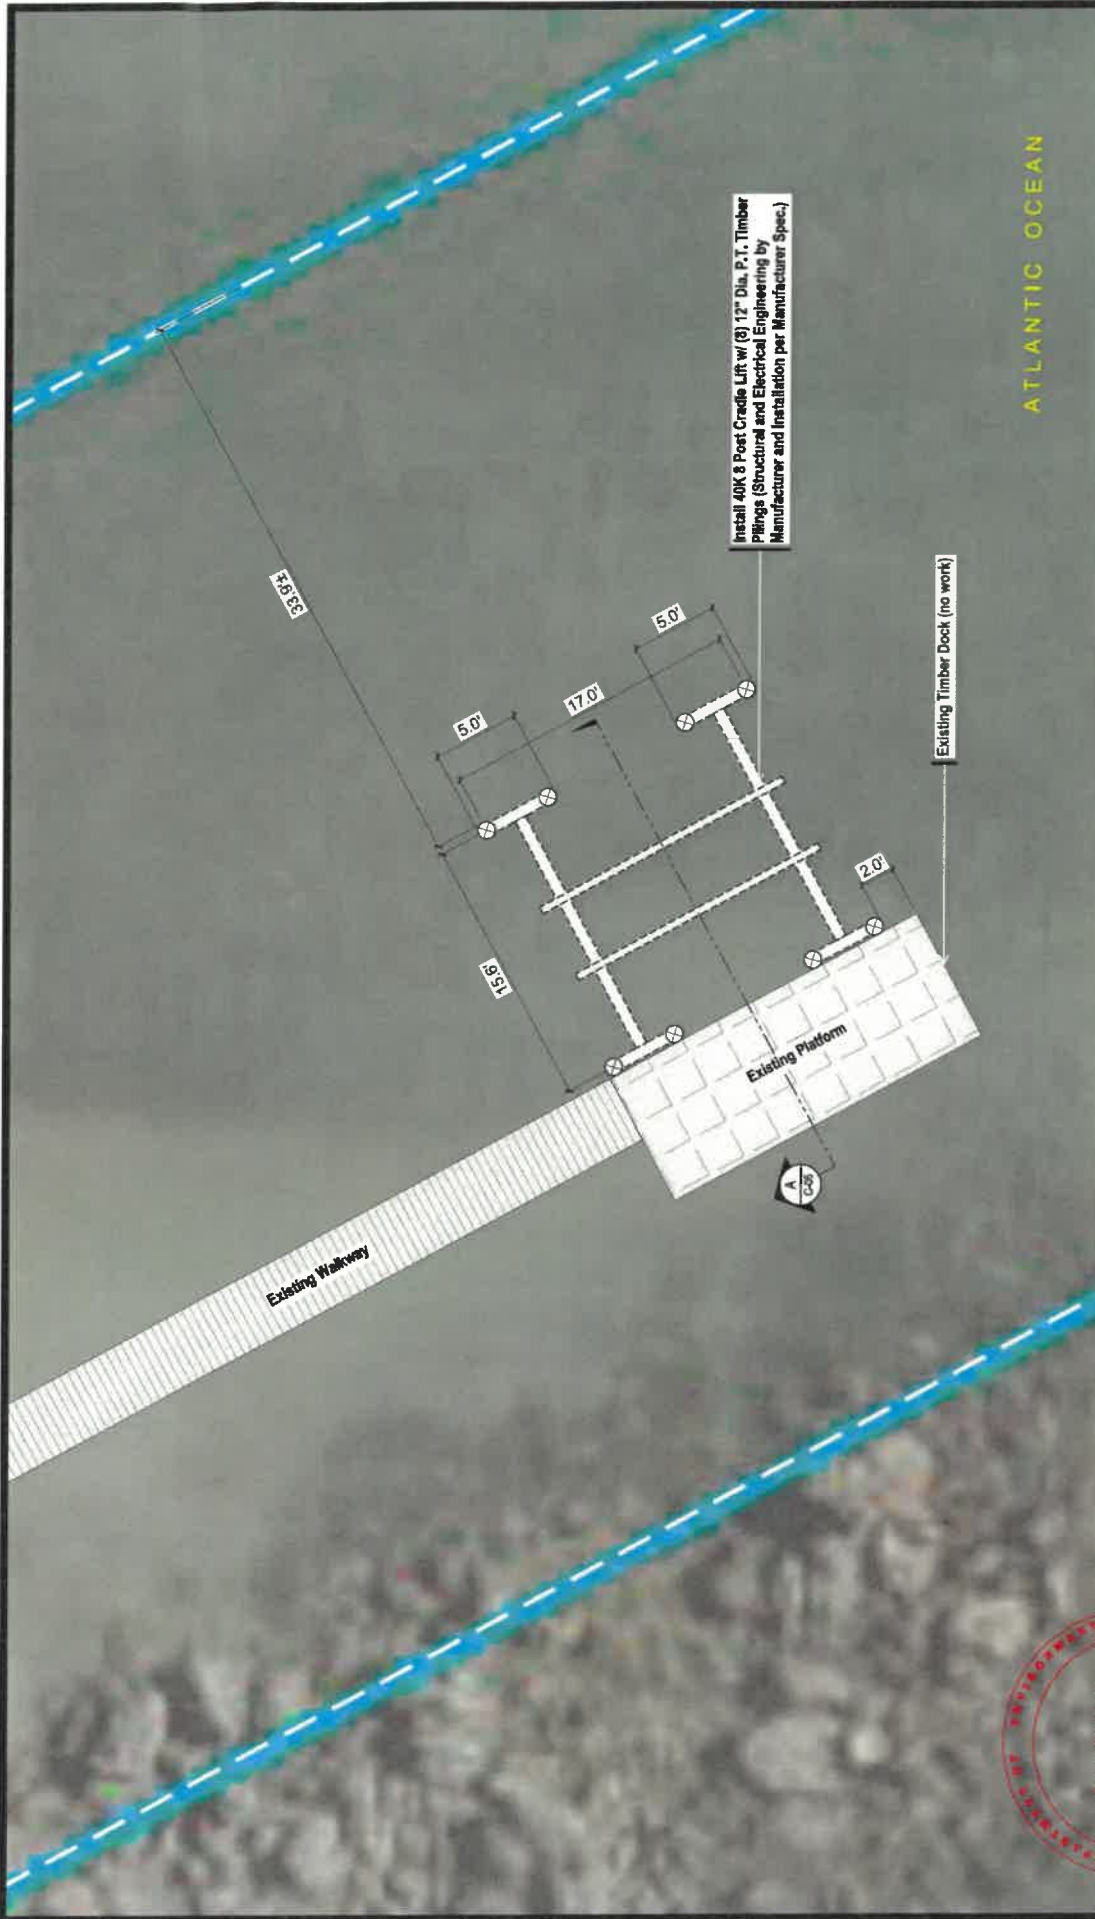 ATLANTIC OCEAN
33.9'±
Install 40K 8 Post Cradle Lift w/ (8) 12" Dia. P.T. Timber
Pilings (Structural and Electrical Engineering by
Manufacturer and Installation per Manufacturer Spec.)
5.0'
17.0'
5.0'
15.6'
2.0'
Existing Timber Dock (no work)
Existing Platform
Existing Walkway
A
C-05